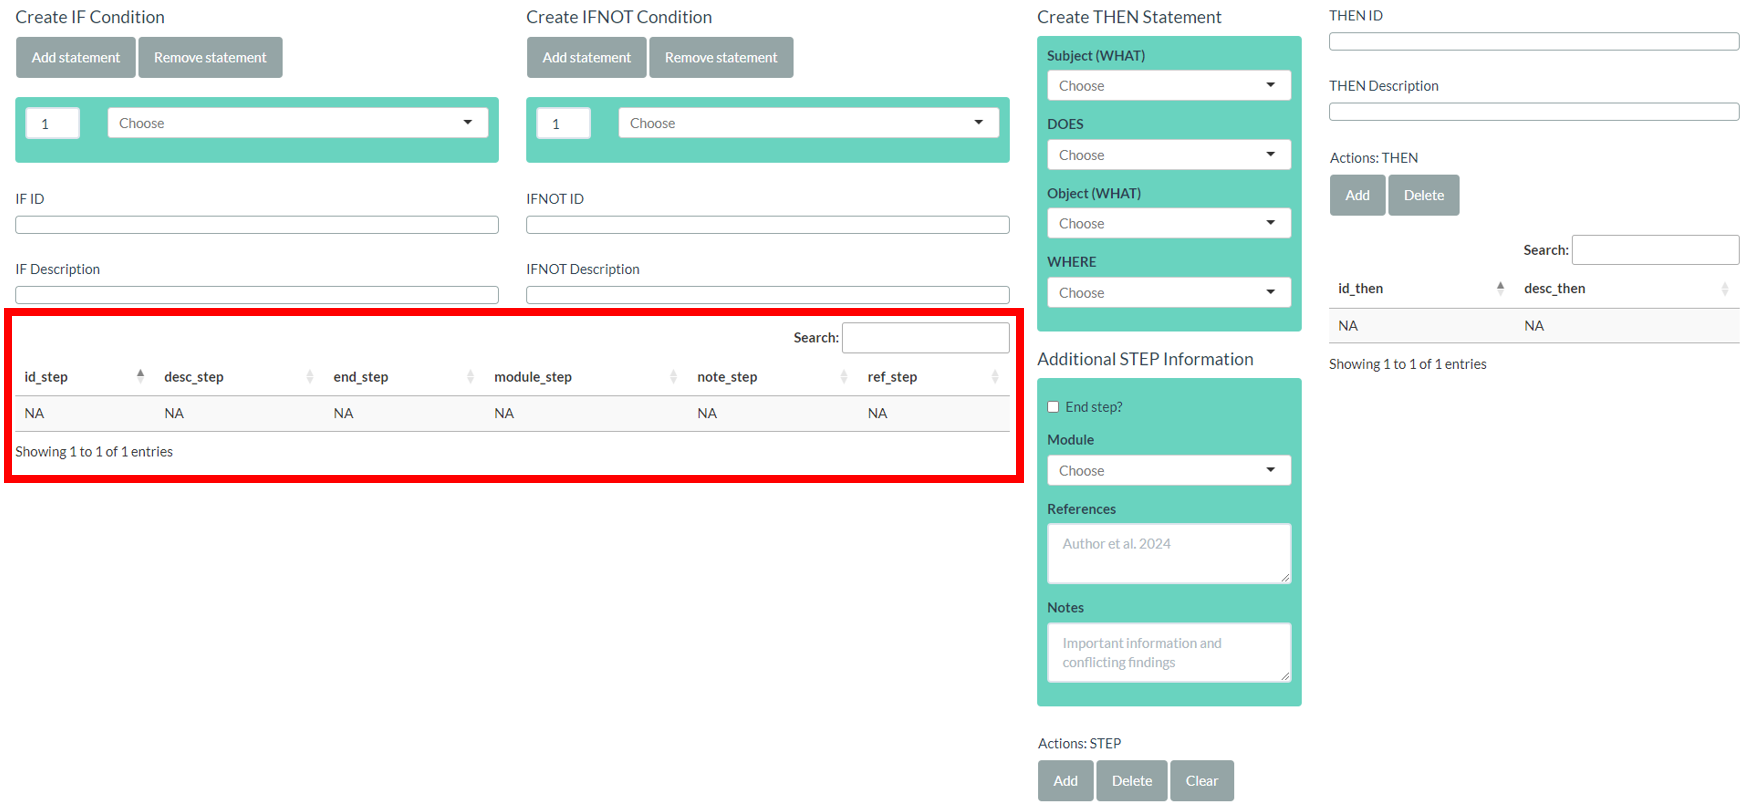 Create IF Condition
Add statement Remove statement
1 Choose
IF ID
IF Description
Create IFNOT Condition
Add statement Remove statement
1 Choose
IFNOT ID
IFNOT Description
Search:
id_step desc_step end_step module_step note_step ref_step
NA NA NA NA NA NA
Showing 1 to 1 of 1 entries
Create THEN Statement
Subject (WHAT)
Choose
DOES
Choose
Object (WHAT)
Choose
WHERE
Choose
Additional STEP Information
End step?
Module
Choose
References
Author et al. 2024
Notes
Important information and
conflicting findings
Actions: STEP
Add Delete Clear
THEN ID
THEN Description
Actions: THEN
Add Delete
Search:
id_then desc_then
NA NA
Showing 1 to 1 of 1 entries